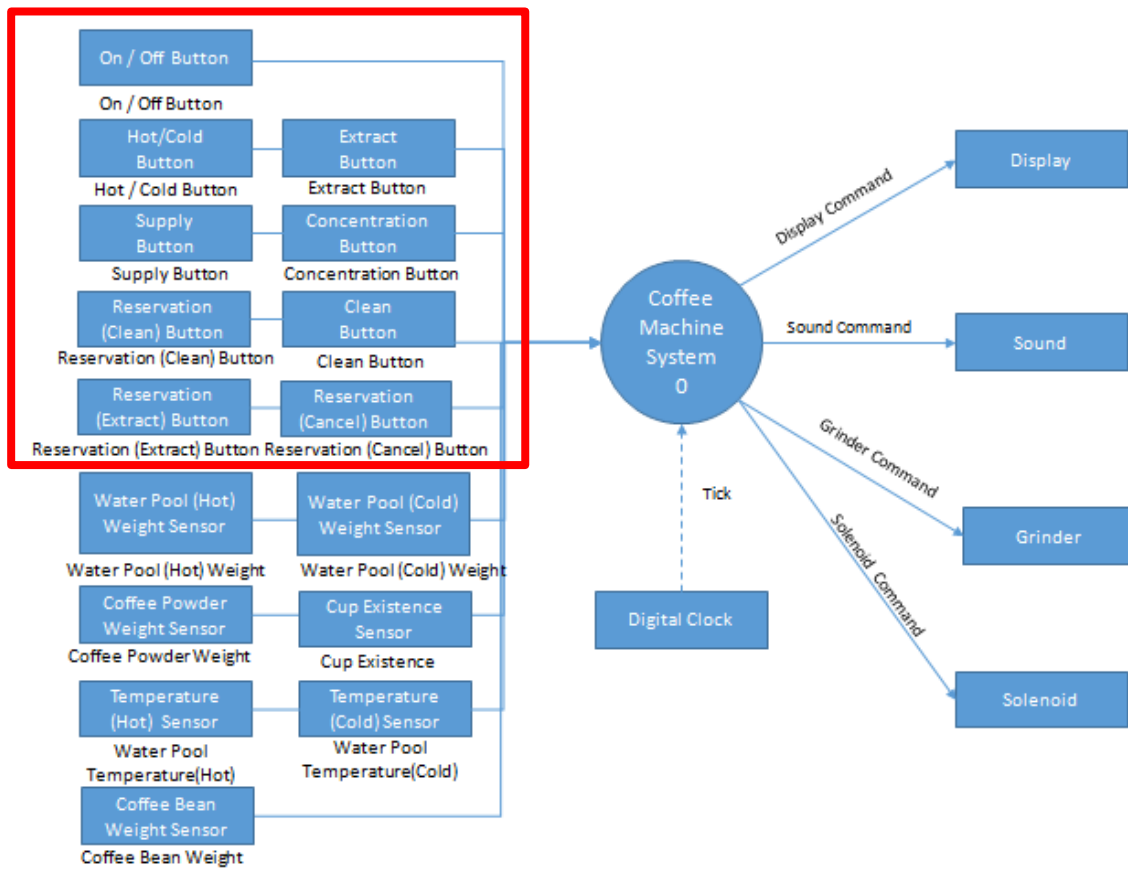 On / Off Button
On / Off Button
Hot/Cold
Button
Hot / Cold Button
Extract
Button
Extract Button
Supply
Button
Supply Button
Concentration
Button
Concentration Button
Reservation
(Clean) Button
Reservation (Clean) Button
Clean
Button
Clean Button
Reservation
(Extract) Button
Reservation (Extract) Button
Reservation
(Cancel) Button
Reservation (Cancel) Button
Water Pool (Hot)
Weight Sensor
Water Pool (Hot) Weight
Water Pool (Cold)
Weight Sensor
Water Pool (Cold) Weight
Coffee Powder
Weight Sensor
Coffee Powder Weight
Cup Existence
Sensor
Cup Existence
Temperature
(Hot) Sensor
Water Pool
Temperature(Hot)
Temperature
(Cold) Sensor
Water Pool
Temperature(Cold)
Coffee Bean
Weight Sensor
Coffee Bean Weight
Coffee
Machine
System
0
Tick
Digital Clock
Display Command
Display
Sound Command
Sound
Grinder Command
Grinder
Solenoid Command
Solenoid